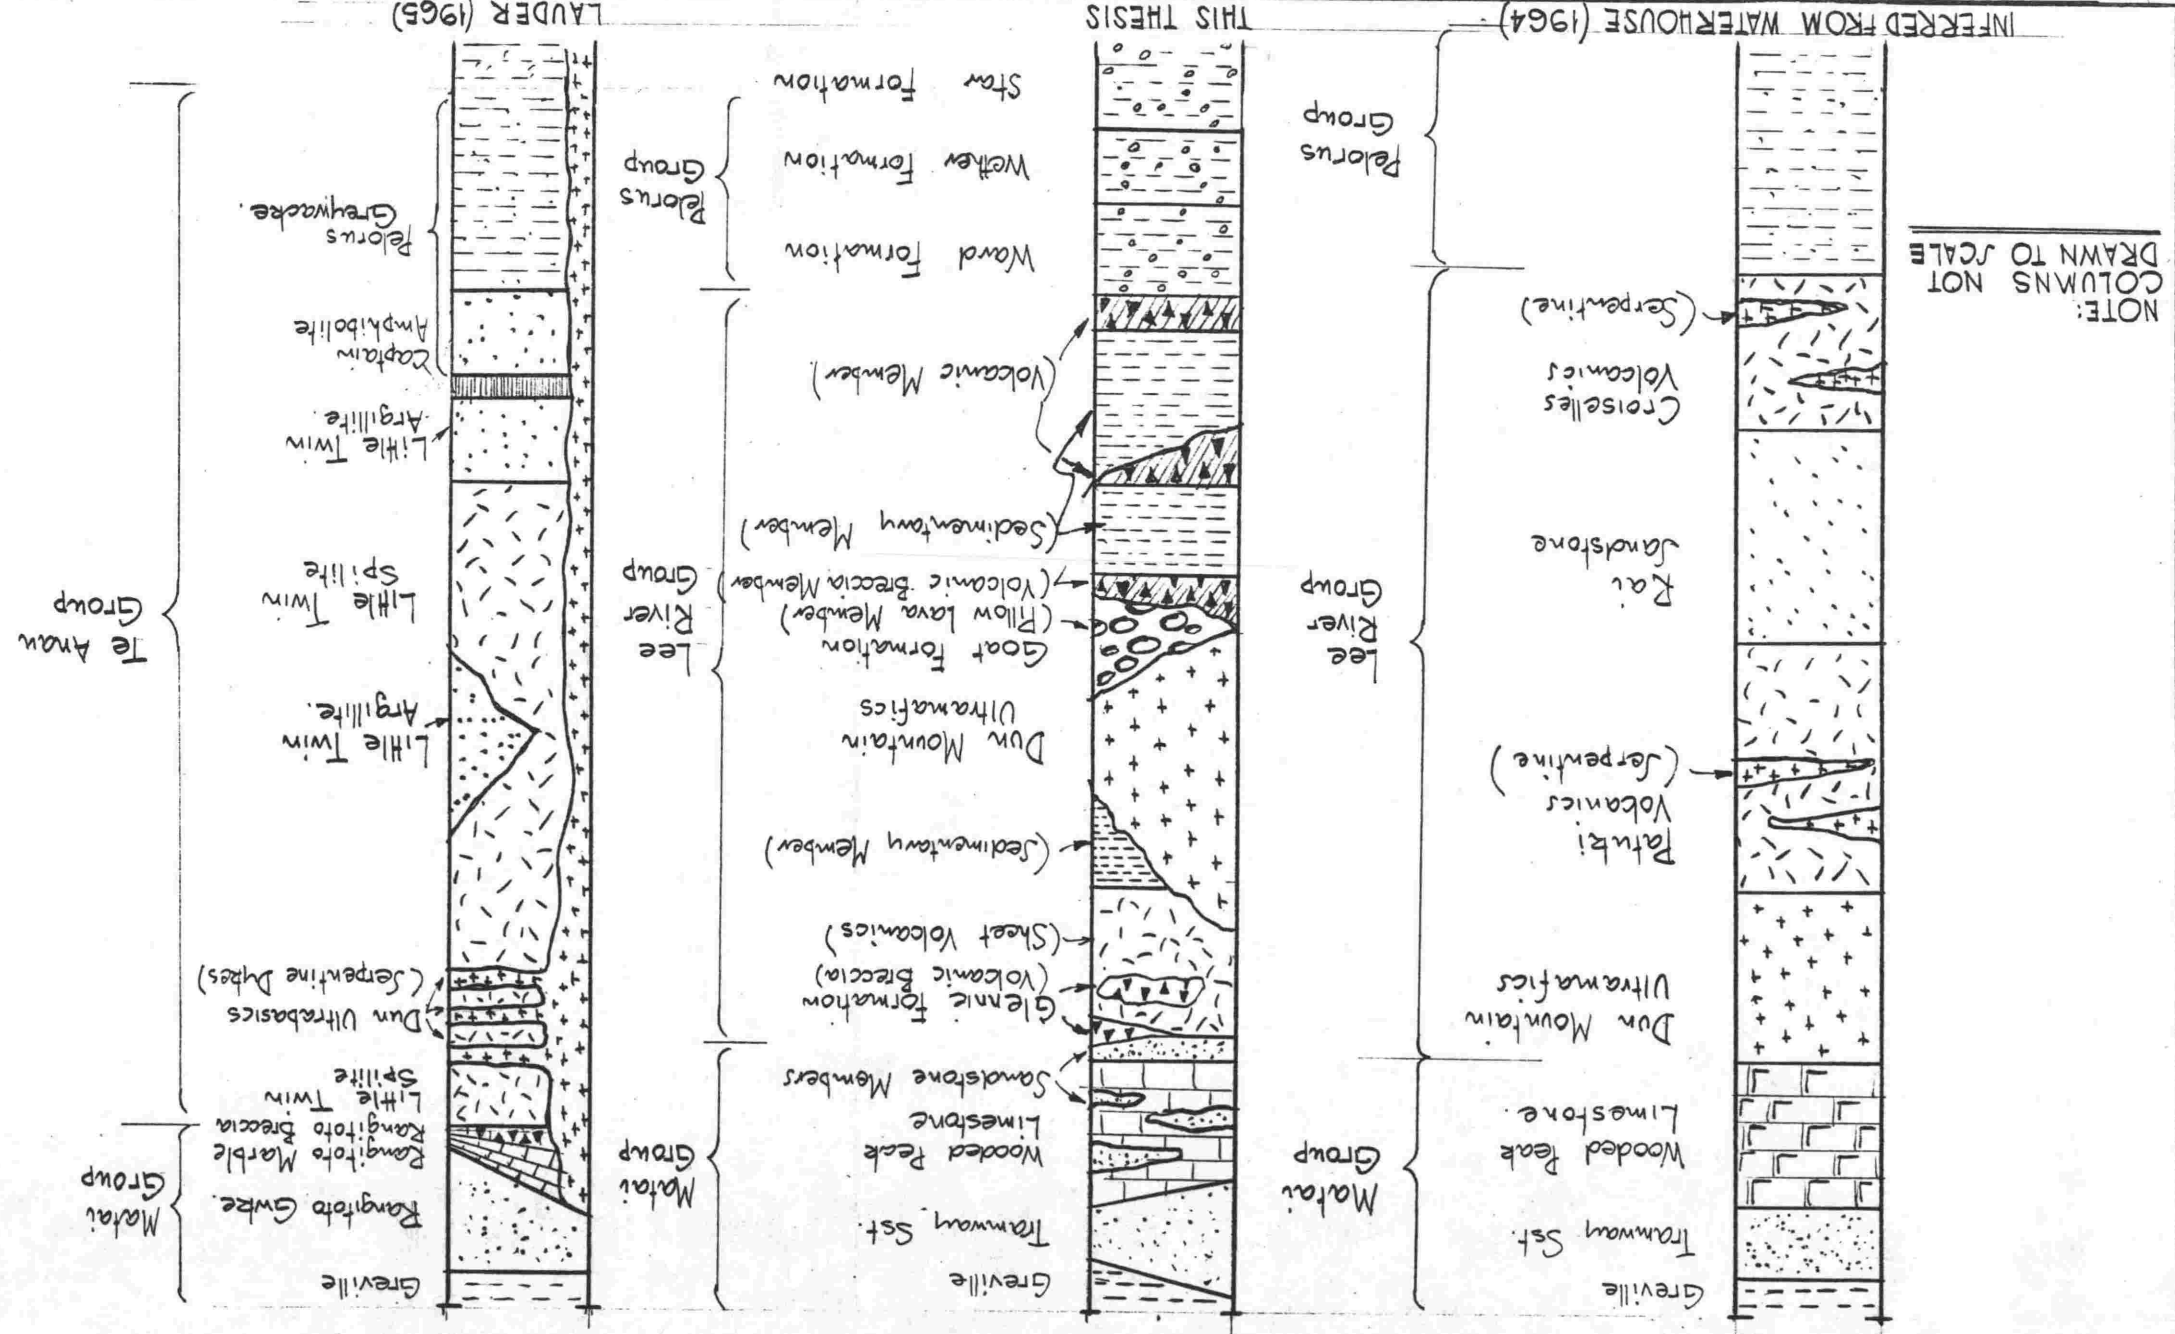 Greville
Tramway Sst.
Wooded Peak
Limestone.
Dun Mountain
Ultramafics
Patuki
Volcanics
(Serpentine)
Rai
Sandstone
Croiselles
Volcanics
(Serpentine)
NOTE:
COLUMNS NOT
DRAWN TO SCALE
Matai
Group
Lee
River
Group
Pelorus
Group
INFERRED FROM WATERHOUSE (1964)
Greville
Tramway Sst.
Wooded Peak
Limestone
Sandstone Members
Glennie Formation
(Volcanic Breccia)
(Sheet Volcanics)
(Sedimentary Member)
Dun Mountain
Ultramafics
Goat Formation
(Pillow Lava Member)
(Volcanic Breccia Member)
(Sedimentary Member)
(Volcanic Member)
Ward Formation
Wether Formation
Star Formation
Matai
Group
Lee
River
Group
Pelorus
Group
THIS THESIS
Greville
Rangitoto Gwke.
Rangitoto Marble
Rangitoto Breccia
Little Twin
Spilite
Dun Ultrabasics
(Serpentine Dykes)
Little Twin
Argillite.
Little Twin
Spilite
Little Twin
Argillite.
Captain
Amphibolite
Pelorus
Greywacke.
Matai
Group
Te Anau
Group
LAUDER (1965)